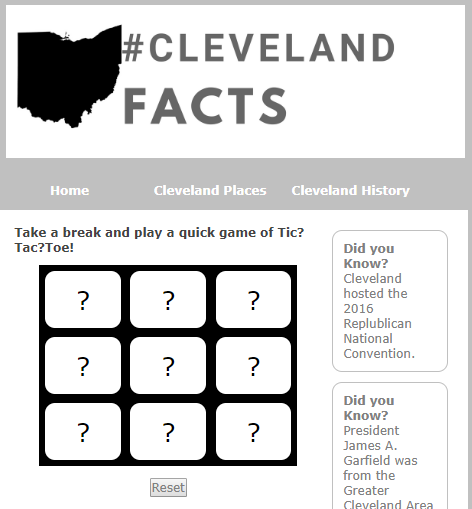 #CLEVELAND
FACTS
Home Cleveland Places Cleveland History
Take a break and play a quick game of Tic?
Tac?Toe!
? ? ?
? ? ?
? ? ?
Reset
Did you
Know?
Cleveland
hosted the
2016
Replublican
National
Convention.
Did you
Know?
President
James A.
Garfield was
from the
Greater
Cleveland Area